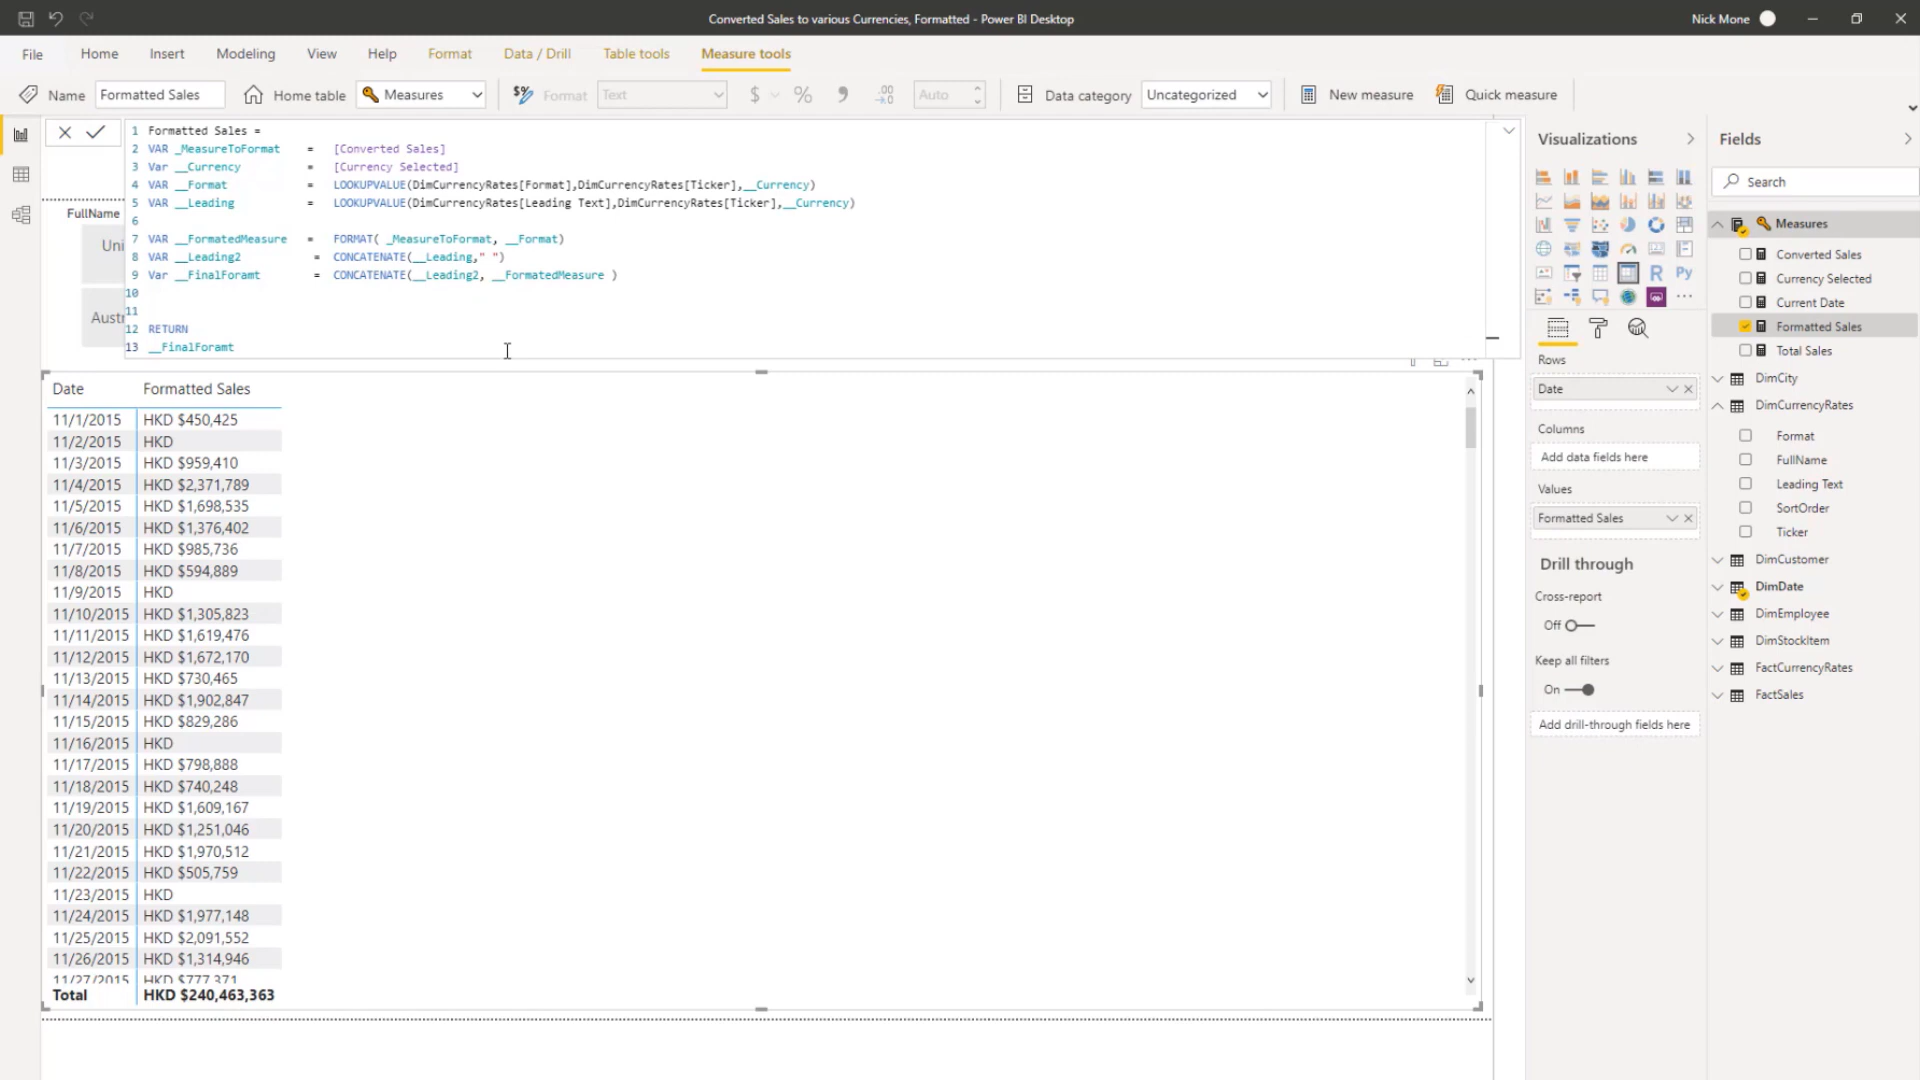 Converted Sales to various Currencies, Formatted - Power BI Desktop
Nick Mone
File Home Insert Modeling View Help Format Data / Drill Table tools Measure tools
Name Formatted Sales Home table Measures Format Text $ % Auto Data category Uncategorized New measure Quick measure
1 Formatted Sales =
2 VAR _MeasureToFormat = [Converted Sales]
3 Var __Currency = [Currency Selected]
4 VAR __Format = LOOKUPVALUE(DimCurrencyRates[Format],DimCurrencyRates[Ticker],__Currency)
5 VAR __Leading = LOOKUPVALUE(DimCurrencyRates[Leading Text],DimCurrencyRates[Ticker],__Currency)
6
7 VAR __FormatedMeasure = FORMAT( _MeasureToFormat, __Format)
8 VAR __Leading2 = CONCATENATE(__Leading," ")
9 Var __FinalForamt = CONCATENATE(__Leading2, __FormatedMeasure )
10
11
12 RETURN
13 __FinalForamt
FullName
Uni
Austr
Date Formatted Sales
11/1/2015 HKD $450,425
11/2/2015 HKD
11/3/2015 HKD $959,410
11/4/2015 HKD $2,371,789
11/5/2015 HKD $1,698,535
11/6/2015 HKD $1,376,402
11/7/2015 HKD $985,736
11/8/2015 HKD $594,889
11/9/2015 HKD
11/10/2015 HKD $1,305,823
11/11/2015 HKD $1,619,476
11/12/2015 HKD $1,672,170
11/13/2015 HKD $730,465
11/14/2015 HKD $1,902,847
11/15/2015 HKD $829,286
11/16/2015 HKD
11/17/2015 HKD $798,888
11/18/2015 HKD $740,248
11/19/2015 HKD $1,609,167
11/20/2015 HKD $1,251,046
11/21/2015 HKD $1,970,512
11/22/2015 HKD $505,759
11/23/2015 HKD
11/24/2015 HKD $1,977,148
11/25/2015 HKD $2,091,552
11/26/2015 HKD $1,314,946
11/27/2015 HKD $777,371
Total HKD $240,463,363
Visualizations
R Py
Rows
Date
Columns
Add data fields here
Values
Formatted Sales
Drill through
Cross-report
Off
Keep all filters
On
Add drill-through fields here
Fields
Search
Measures
Converted Sales
Currency Selected
Current Date
Formatted Sales
Total Sales
DimCity
DimCurrencyRates
Format
FullName
Leading Text
SortOrder
Ticker
DimCustomer
DimDate
DimEmployee
DimStockItem
FactCurrencyRates
FactSales